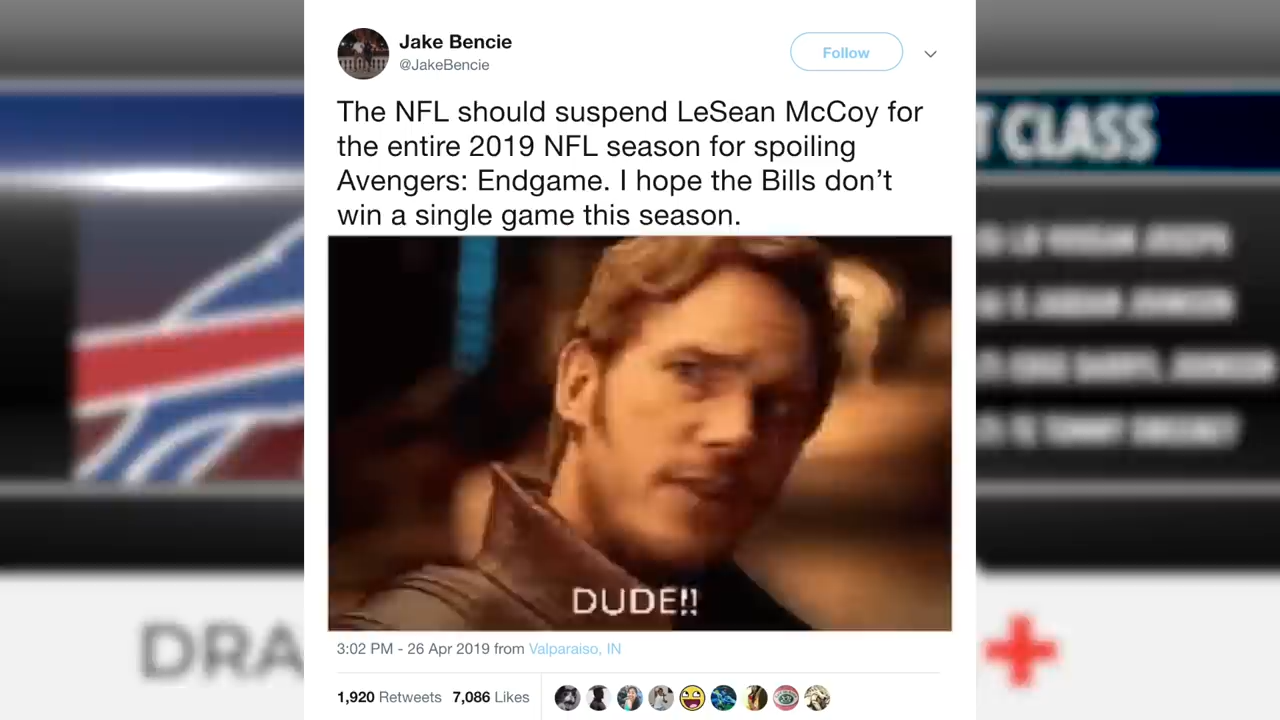 Jake Bencie
@JakeBencie
Follow
The NFL should suspend LeSean McCoy for
the entire 2019 NFL season for spoiling
Avengers: Endgame. I hope the Bills don’t
win a single game this season.
DUDE!!
3:02 PM - 26 Apr 2019 from Valparaiso, IN
1,920 Retweets 7,086 Likes
CLASS
DRA